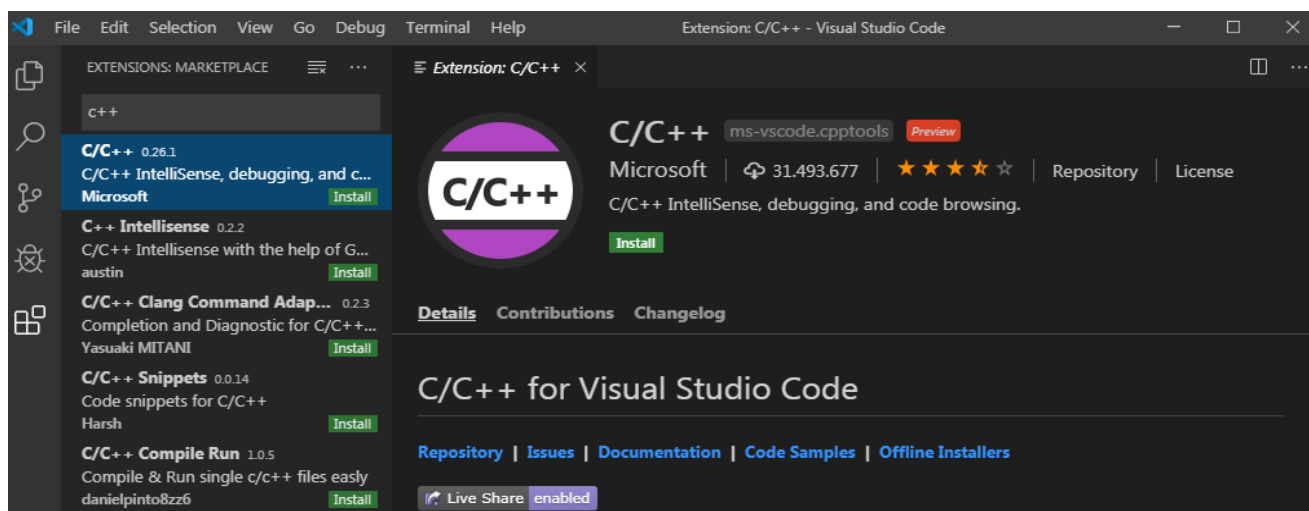 File Edit Selection View Go Debug Terminal Help Extension: C/C++ - Visual Studio Code
EXTENSIONS: MARKETPLACE
c++
C/C++ 0.26.1
C/C++ IntelliSense, debugging, and c...
Microsoft Install
C++ Intellisense 0.2.2
C/C++ Intellisense with the help of G...
austin Install
C/C++ Clang Command Adap... 0.2.3
Completion and Diagnostic for C/C++...
Yasuaki MITANI Install
C/C++ Snippets 0.0.14
Code snippets for C/C++
Harsh Install
C/C++ Compile Run 1.0.5
Compile & Run single c/c++ files easly
danielpinto8zz6 Install
Extension: C/C++
C/C++
C/C++ ms-vscode.cpptools Preview
Microsoft 31.493.677 Repository License
C/C++ IntelliSense, debugging, and code browsing.
Install
Details Contributions Changelog
C/C++ for Visual Studio Code
Repository | Issues | Documentation | Code Samples | Offline Installers
Live Share enabled